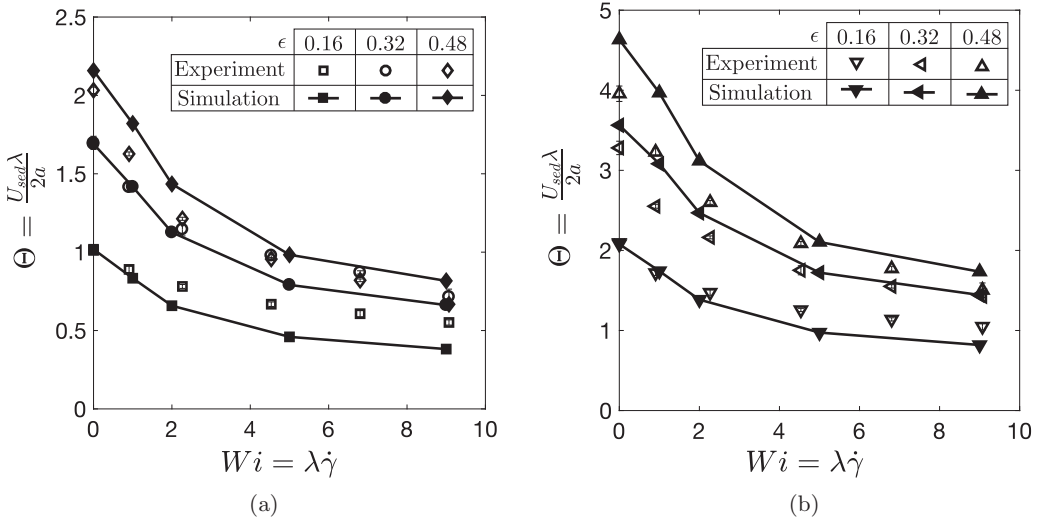 2.5
2
1.5
1
0.5
0
Θ = U_sed λ / 2a
ϵ 0.16 0.32 0.48
Experiment
Simulation
0 2 4 6 8 10
Wi = λγ̇
(a)
5
4
3
2
1
0
Θ = U_sed λ / 2a
ϵ 0.16 0.32 0.48
Experiment
Simulation
0 2 4 6 8 10
Wi = λγ̇
(b)